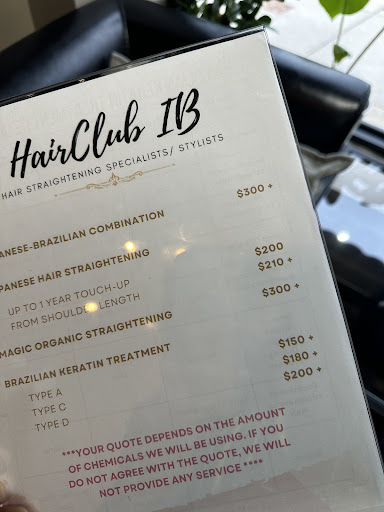 HairClub IB
HAIR STRAIGHTENING SPECIALISTS/ STYLISTS
ANESE-BRAZILIAN COMBINATION $300 +
PANESE HAIR STRAIGHTENING $200
UP TO 1 YEAR TOUCH-UP $210 +
FROM SHOULDER LENGTH
MAGIC ORGANIC STRAIGHTENING $300 +
BRAZILIAN KERATIN TREATMENT
TYPE A $150 +
TYPE C $180 +
TYPE D $200 +
***YOUR QUOTE DEPENDS ON THE AMOUNT
OF CHEMICALS WE WILL BE USING. IF YOU
DO NOT AGREE WITH THE QUOTE, WE WILL
NOT PROVIDE ANY SERVICE ****